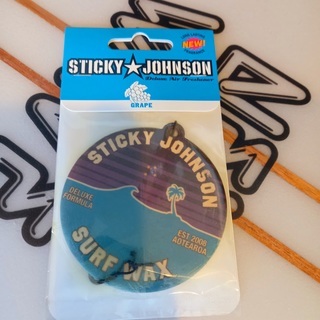 NEW!
STICKY★JOHNSON
Deluxe Air Freshener
GRAPE
STICKY JOHNSON
DELUXE
FORMULA
EST. 2008
AOTEAROA
SURF WAX